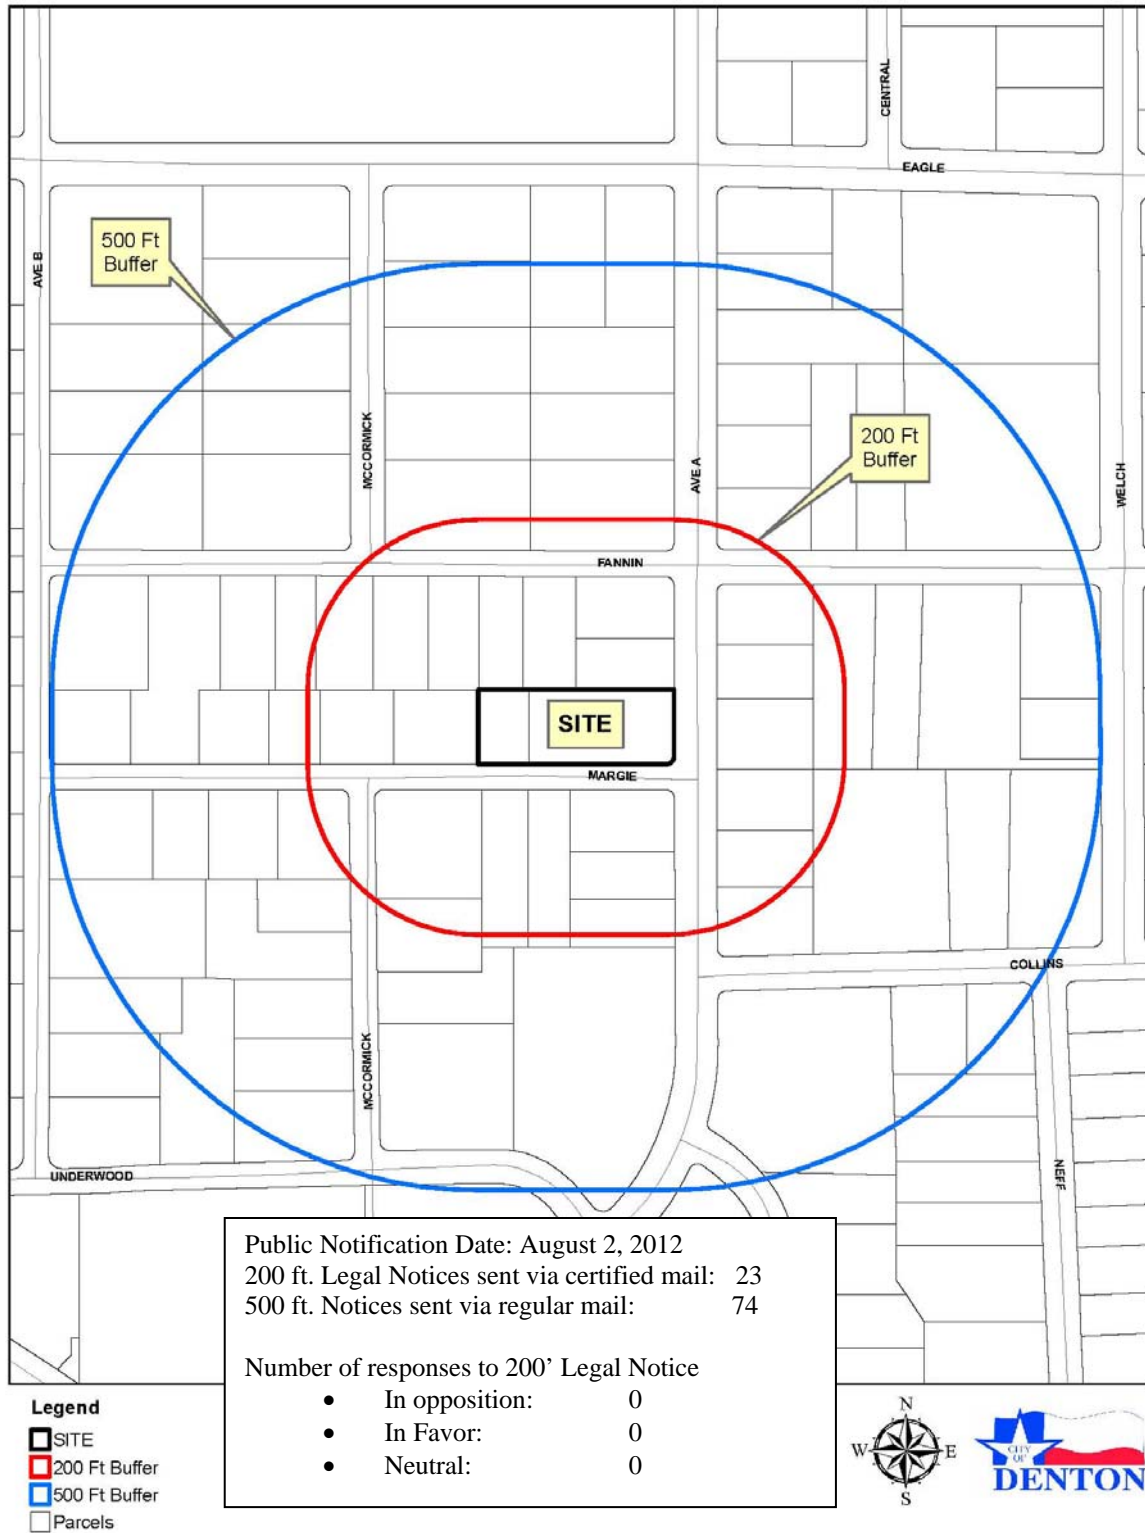 CENTRAL
EAGLE
500 Ft
Buffer
AVE B
MCCORMICK
AVE A
200 Ft
Buffer
WELCH
FANNIN
SITE
MARGIE
COLLINS
MCCORMICK
UNDERWOOD
NEFF
Public Notification Date: August 2, 2012
200 ft. Legal Notices sent via certified mail: 23
500 ft. Notices sent via regular mail: 74
Number of responses to 200’ Legal Notice
• In opposition: 0
• In Favor: 0
• Neutral: 0
Legend
SITE
200 Ft Buffer
500 Ft Buffer
Parcels
N
W E
S
CITY
OF
DENTON